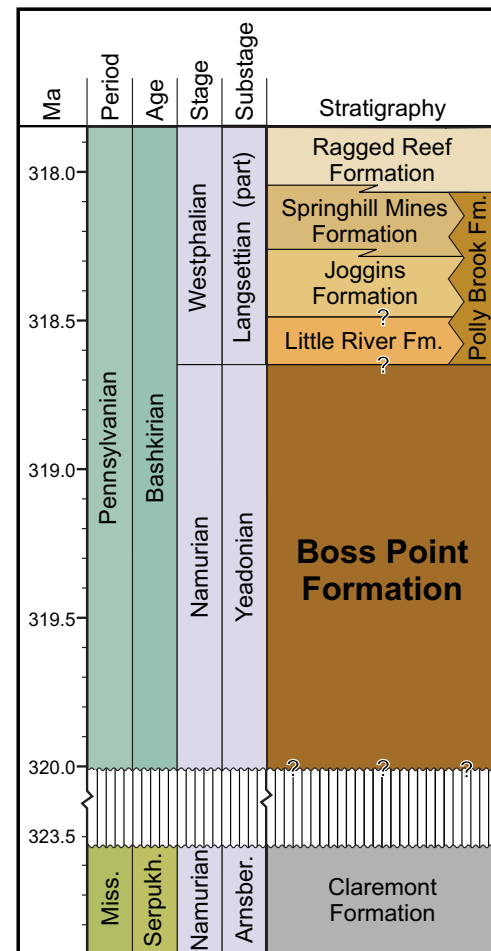 Ma
Period
Age
Stage
Substage
Stratigraphy
318.0
318.5
319.0
319.5
320.0
323.5
Pennsylvanian
Bashkirian
Westphalian
Langsettian (part)
Namurian
Yeadonian
Ragged Reef
Formation
Springhill Mines
Formation
Joggins
Formation
?
Little River Fm.
?
Polly Brook Fm.
Boss Point
Formation
? ? ?
Miss.
Serpukh.
Namurian
Arnsber.
Claremont
Formation